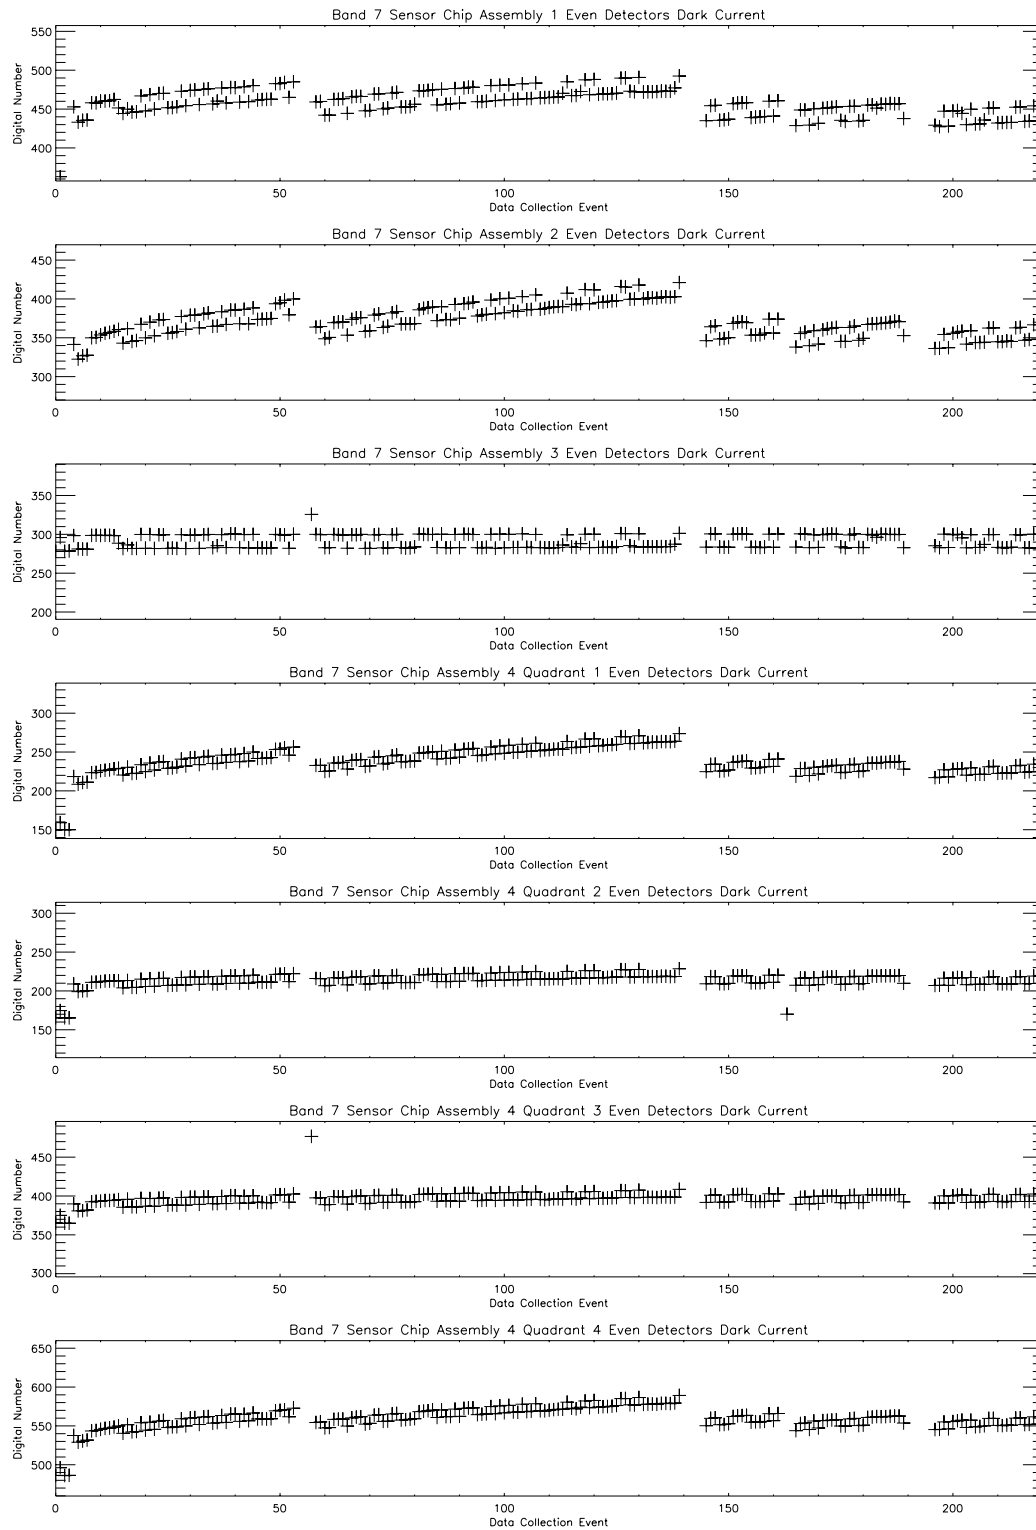 Band 7 Sensor Chip Assembly 1 Even Detectors Dark Current
550
500
450
400
Digital Number
0 50 100 150 200
Data Collection Event
Band 7 Sensor Chip Assembly 2 Even Detectors Dark Current
450
400
350
300
Digital Number
0 50 100 150 200
Data Collection Event
Band 7 Sensor Chip Assembly 3 Even Detectors Dark Current
350
300
250
200
Digital Number
0 50 100 150 200
Data Collection Event
Band 7 Sensor Chip Assembly 4 Quadrant 1 Even Detectors Dark Current
300
250
200
150
Digital Number
0 50 100 150 200
Data Collection Event
Band 7 Sensor Chip Assembly 4 Quadrant 2 Even Detectors Dark Current
300
250
200
150
Digital Number
0 50 100 150 200
Data Collection Event
Band 7 Sensor Chip Assembly 4 Quadrant 3 Even Detectors Dark Current
450
400
350
300
Digital Number
0 50 100 150 200
Data Collection Event
Band 7 Sensor Chip Assembly 4 Quadrant 4 Even Detectors Dark Current
650
600
550
500
Digital Number
0 50 100 150 200
Data Collection Event